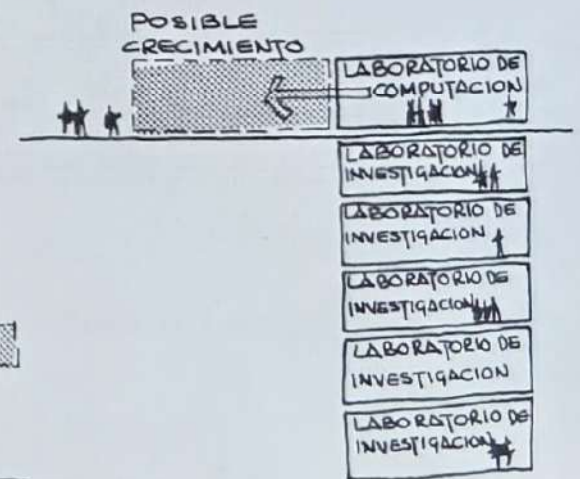 POSIBLE
CRECIMIENTO
LABORATORIO DE
COMPUTACION
LABORATORIO DE
INVESTIGACION
LABORATORIO DE
INVESTIGACION
LABORATORIO DE
INVESTIGACION
LABORATORIO DE
INVESTIGACION
LABORATORIO DE
INVESTIGACION